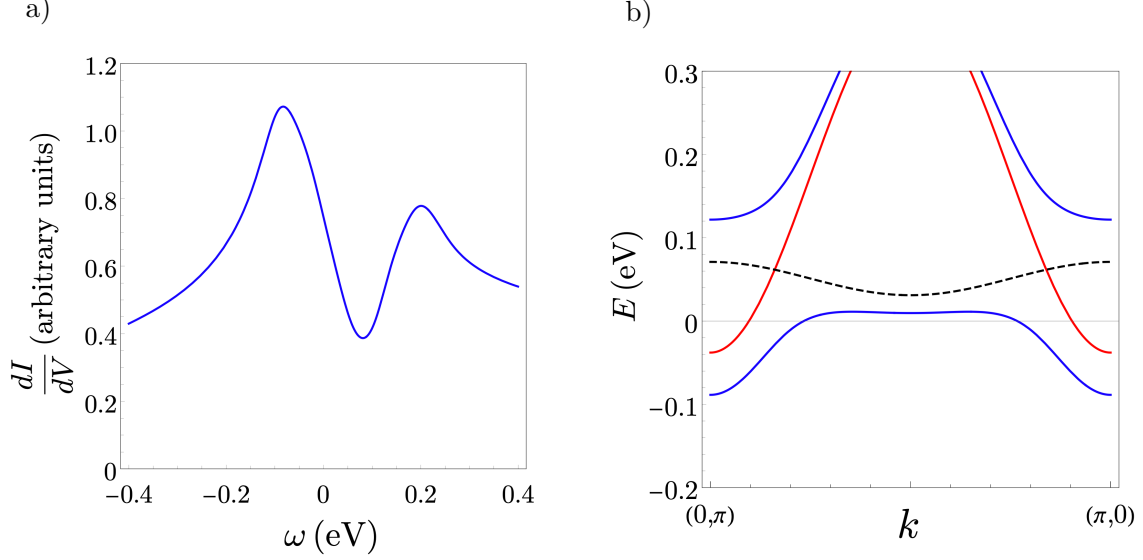 a)
1.2
1.0
0.8
0.6
0.4
0.2
0
dI/dV (arbitrary units)
−0.4 −0.2 0 0.2 0.4
ω (eV)
b)
0.3
0.2
0.1
0
−0.1
−0.2
E (eV)
(0,π) k (π,0)